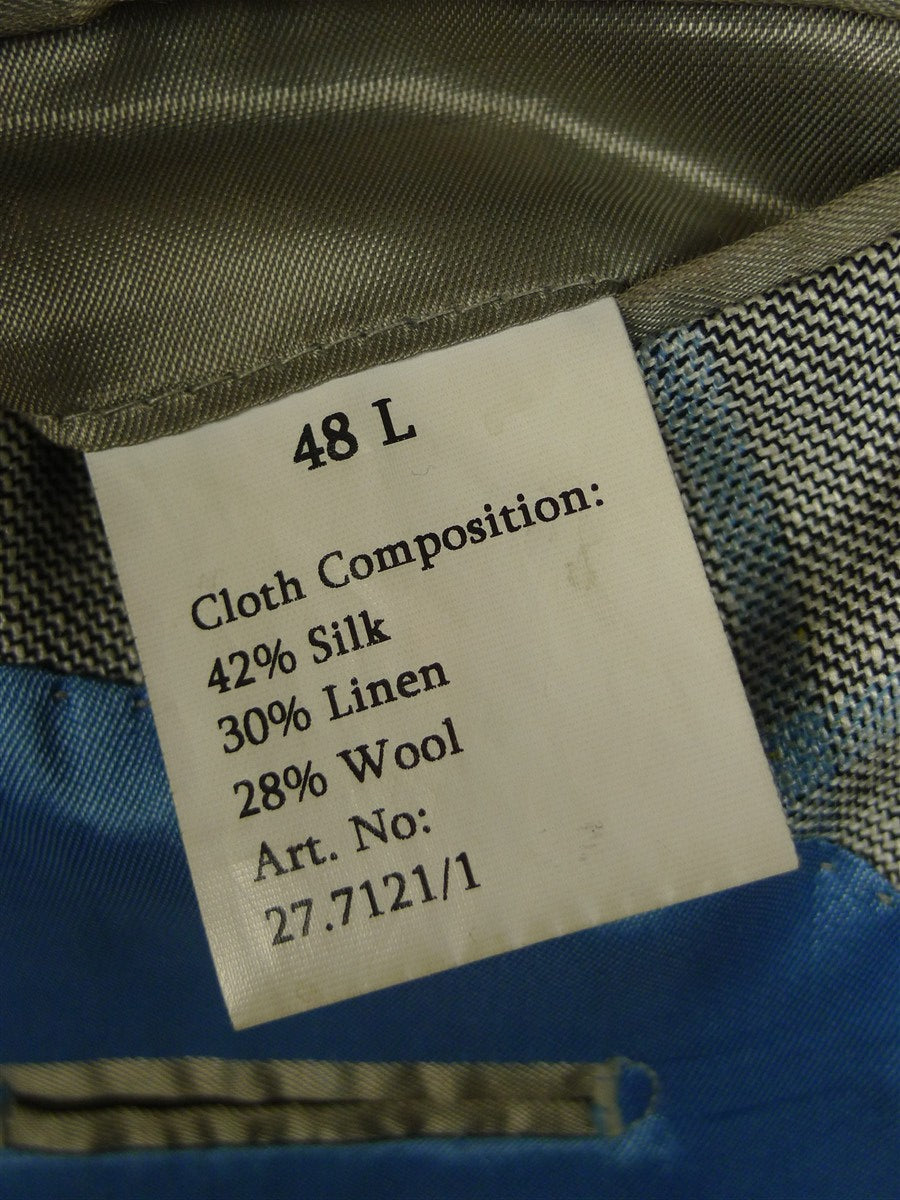 48 L
Cloth Composition:
42% Silk
30% Linen
28% Wool
Art. No:
27.7121/1